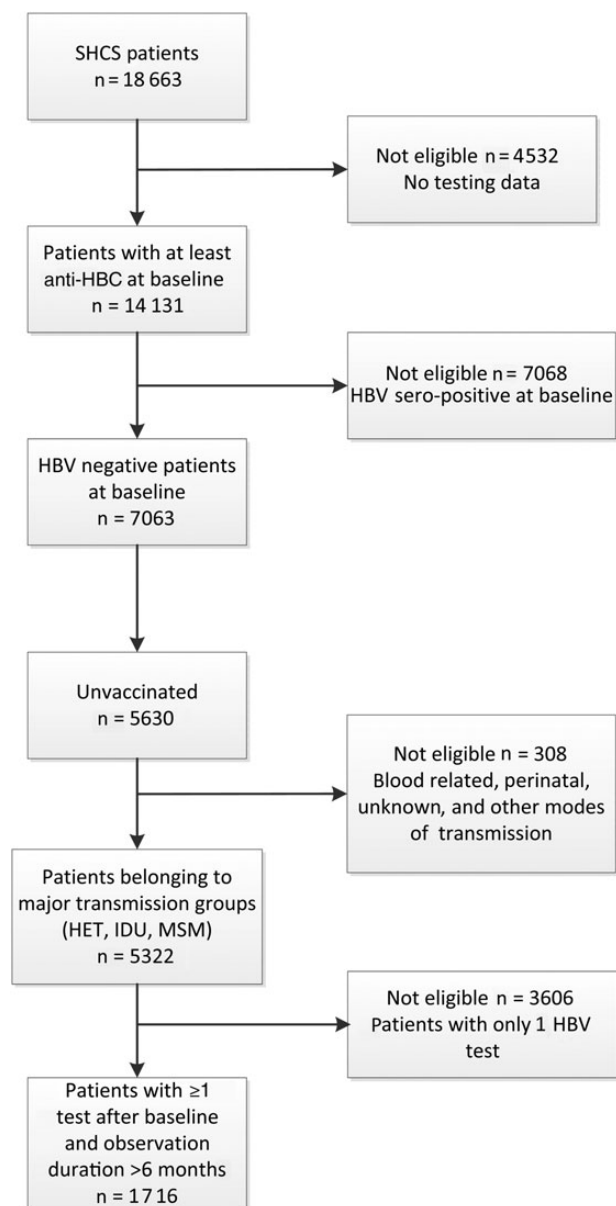 SHCS patients
n = 18 663
Not eligible n = 4532
No testing data
Patients with at least
anti-HBC at baseline
n = 14 131
Not eligible n = 7068
HBV sero-positive at baseline
HBV negative patients
at baseline
n = 7063
Unvaccinated
n = 5630
Not eligible n = 308
Blood related, perinatal,
unknown, and other modes
of transmission
Patients belonging to
major transmission groups
(HET, IDU, MSM)
n = 5322
Not eligible n = 3606
Patients with only 1 HBV
test
Patients with ≥1
test after baseline
and observation
duration >6 months
n = 1716